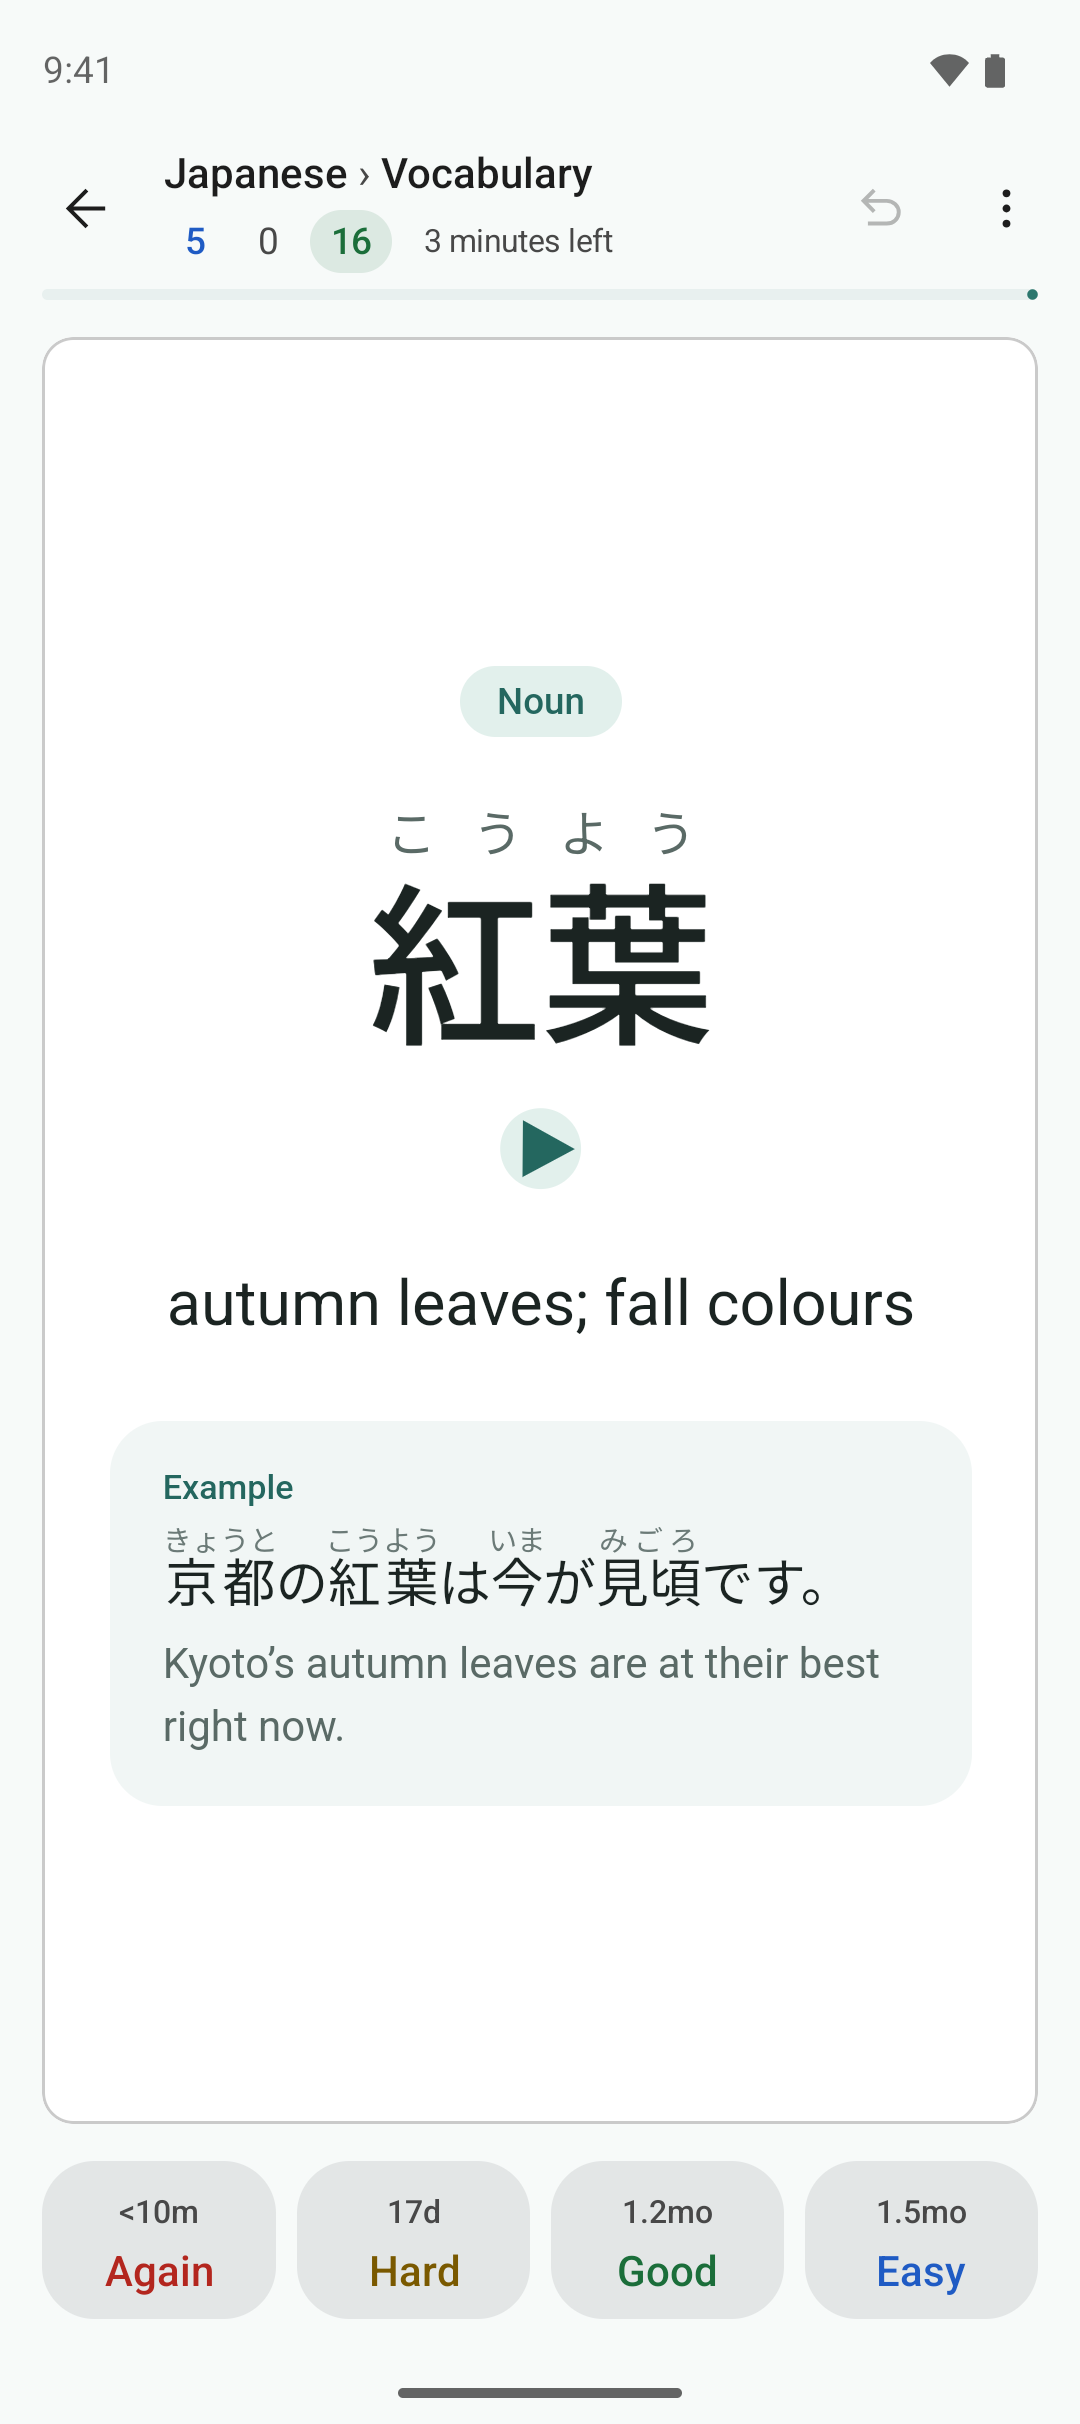 9:41
Japanese › Vocabulary
5 0 16 3 minutes left
Noun
こうよう
紅葉
autumn leaves; fall colours
Example
きょうと こうよう いま みごろ
京都の紅葉は今が見頃です。
Kyoto’s autumn leaves are at their best
right now.
<10m 17d 1.2mo 1.5mo
Again Hard Good Easy